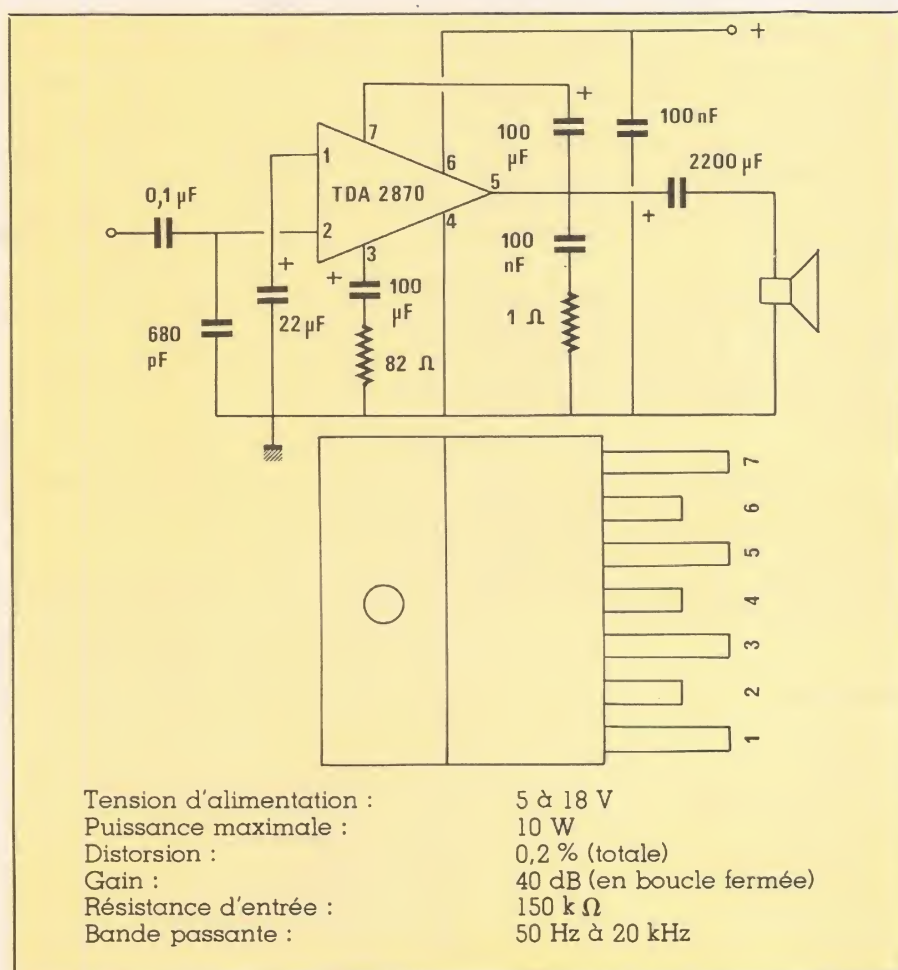 +
7
+
100 µF
100 nF
6
2200 µF
1
5
0,1 µF
TDA 2870
4
+
2
100 nF
3
+
+
100 µF
1 Ω
680 pF
22 µF
82 Ω
7
6
5
4
3
2
1
Tension d'alimentation : 5 à 18 V
Puissance maximale : 10 W
Distorsion : 0,2 % (totale)
Gain : 40 dB (en boucle fermée)
Résistance d'entrée : 150 k Ω
Bande passante : 50 Hz à 20 kHz